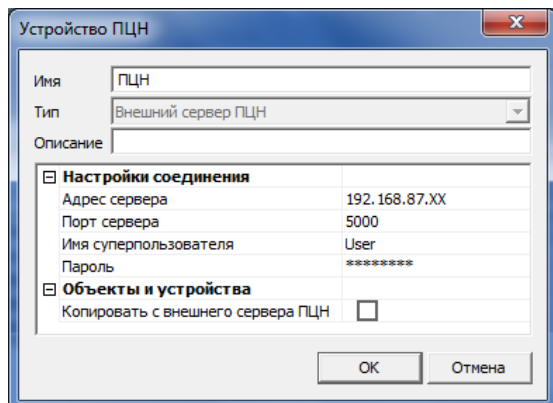 Устройство ПЦН
Имя ПЦН
Тип Внешний сервер ПЦН
Описание
Настройки соединения
Адрес сервера 192.168.87.XX
Порт сервера 5000
Имя суперпользователя User
Пароль ********
Объекты и устройства
Копировать с внешнего сервера ПЦН
OK Отмена